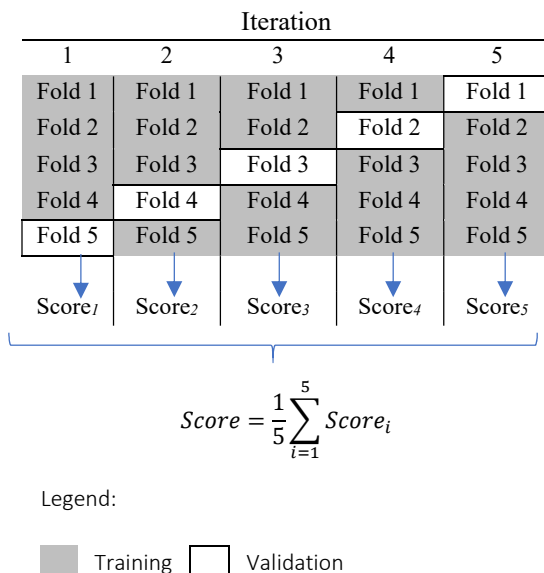 Iteration
1 2 3 4 5
Fold 1 Fold 1 Fold 1 Fold 1 Fold 1
Fold 2 Fold 2 Fold 2 Fold 2 Fold 2
Fold 3 Fold 3 Fold 3 Fold 3 Fold 3
Fold 4 Fold 4 Fold 4 Fold 4 Fold 4
Fold 5 Fold 5 Fold 5 Fold 5 Fold 5
Score₁ Score₂ Score₃ Score₄ Score₅
Score = 1/5 ∑_{i=1}^{5} Score_i
Legend:
Training Validation